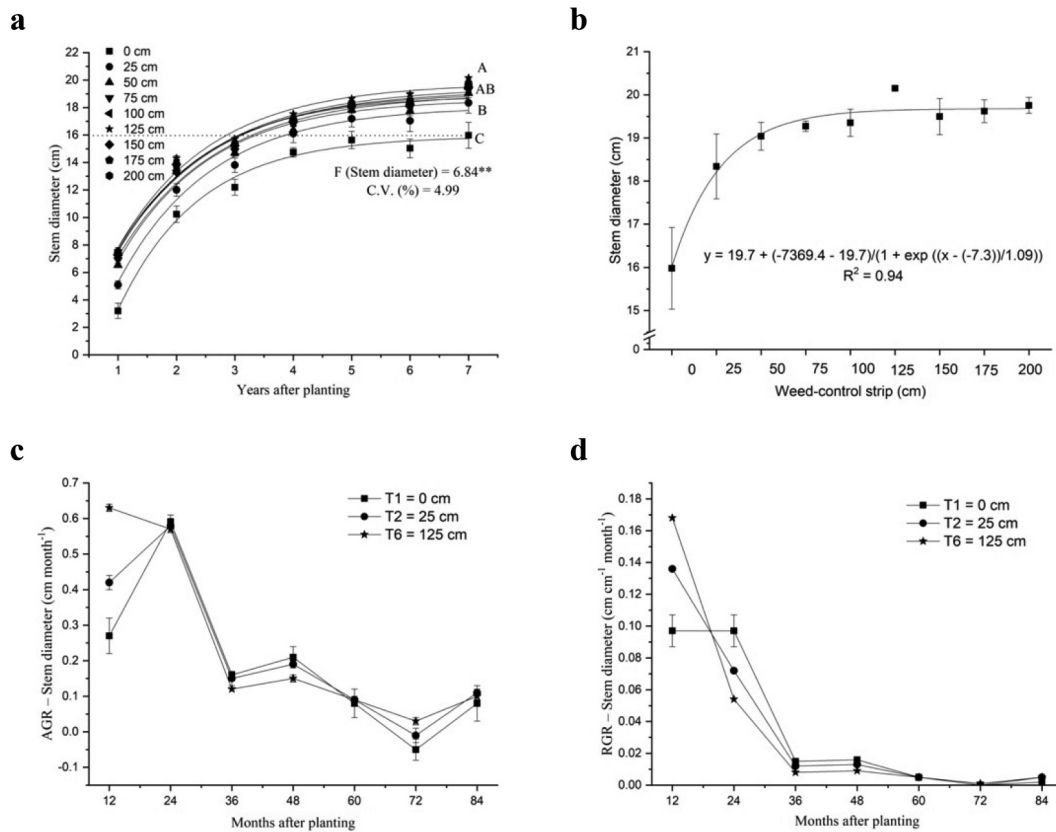 a
22
20
18
16
14
12
10
8
6
4
2
0
Stem diameter (cm)
0 cm
25 cm
50 cm
75 cm
100 cm
125 cm
150 cm
175 cm
200 cm
A
AB
B
C
F (Stem diameter) = 6.84**
C.V. (%) = 4.99
1 2 3 4 5 6 7
Years after planting
b
21
20
19
18
17
16
15
0
Stem diameter (cm)
y = 19.7 + (-7369.4 - 19.7)/(1 + exp ((x - (-7.3))/1.09))
R² = 0.94
0 25 50 75 100 125 150 175 200
Weed-control strip (cm)
c
0.7
0.6
0.5
0.4
0.3
0.2
0.1
0.0
-0.1
AGR – Stem diameter (cm month⁻¹)
T1 = 0 cm
T2 = 25 cm
T6 = 125 cm
12 24 36 48 60 72 84
Months after planting
d
0.18
0.16
0.14
0.12
0.10
0.08
0.06
0.04
0.02
0.00
RGR – Stem diameter (cm cm⁻¹ month⁻¹)
T1 = 0 cm
T2 = 25 cm
T6 = 125 cm
12 24 36 48 60 72 84
Months after planting